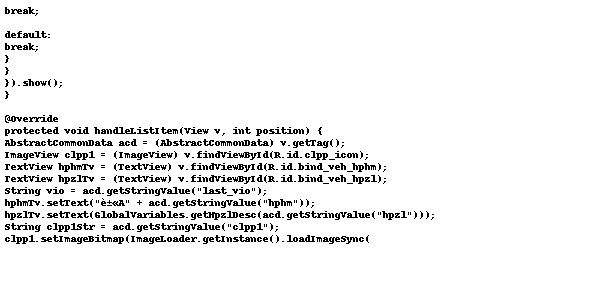 break;
default:
break;
}
}
}).show();
}
@Override
protected void handleListItem(View v, int position) {
AbstractCommonData acd = (AbstractCommonData) v.getTag();
ImageView clpp1 = (ImageView) v.findViewById(R.id.clpp_icon);
TextView hphmTv = (TextView) v.findViewById(R.id.bind_veh_hphm);
TextView hpzlTv = (TextView) v.findViewById(R.id.bind_veh_hpzl);
String vio = acd.getStringValue("last_vio");
hphmTv.setText("è±«A" + acd.getStringValue("hphm"));
hpzlTv.setText(GlobalVariables.getHpzlDesc(acd.getStringValue("hpzl")));
String clpp1Str = acd.getStringValue("clpp1");
clpp1.setImageBitmap(ImageLoader.getInstance().loadImageSync(